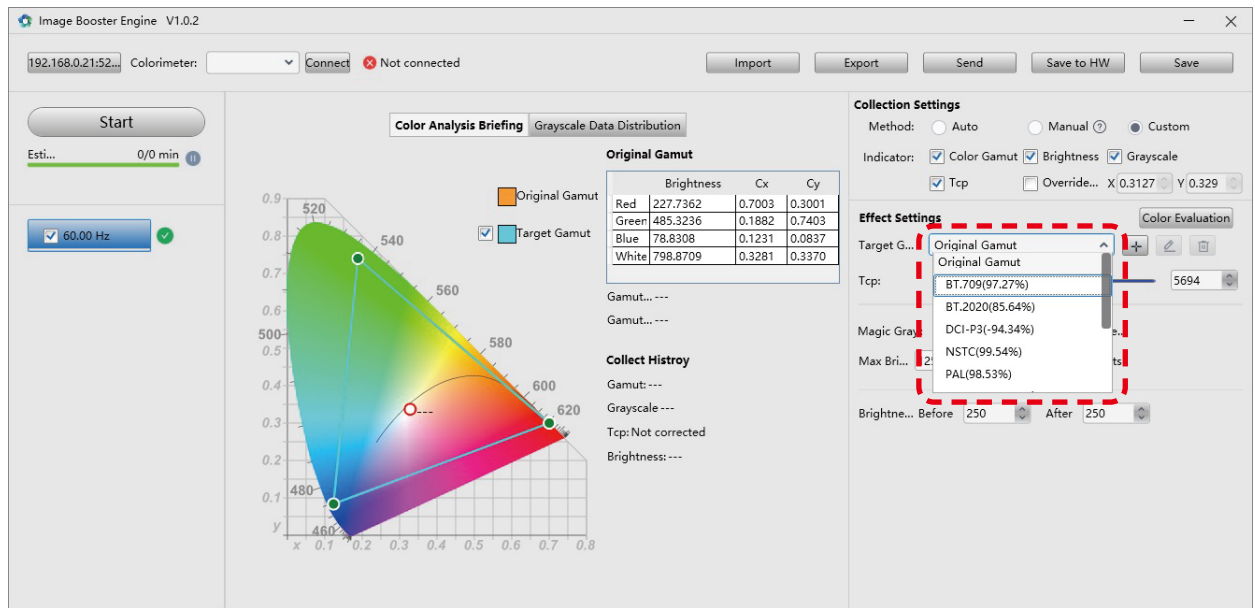 Image Booster Engine V1.0.2
192.168.0.21:52... Colorimeter: Connect Not connected Import Export Send Save to HW Save
Start
Esti... 0/0 min
60.00 Hz
Color Analysis Briefing Grayscale Data Distribution
Original Gamut
Target Gamut
0.9
0.8
0.7
0.6
0.5
0.4
0.3
0.2
0.1
y
x 0.1 0.2 0.3 0.4 0.5 0.6 0.7 0.8
520
540
560
580
600
620
500
480
460
---
Original Gamut
Brightness Cx Cy
Red 227.7362 0.7003 0.3001
Green 485.3236 0.1882 0.7403
Blue 78.8308 0.1231 0.0837
White 798.8709 0.3281 0.3370
Gamut... ---
Gamut... ---
Collect Histroy
Gamut: ---
Grayscale ---
Tcp: Not corrected
Brightness: ---
Collection Settings
Method: Auto Manual ? Custom
Indicator: Color Gamut Brightness Grayscale
Tcp Override... X 0.3127 Y 0.329
Effect Settings Color Evaluation
Target G... Original Gamut
Original Gamut
BT.709(97.27%)
BT.2020(85.64%)
DCI-P3(-94.34%)
NSTC(99.54%)
PAL(98.53%)
Tcp: 5694
Magic Gray
Max Bri...
Brightne... Before 250 After 250